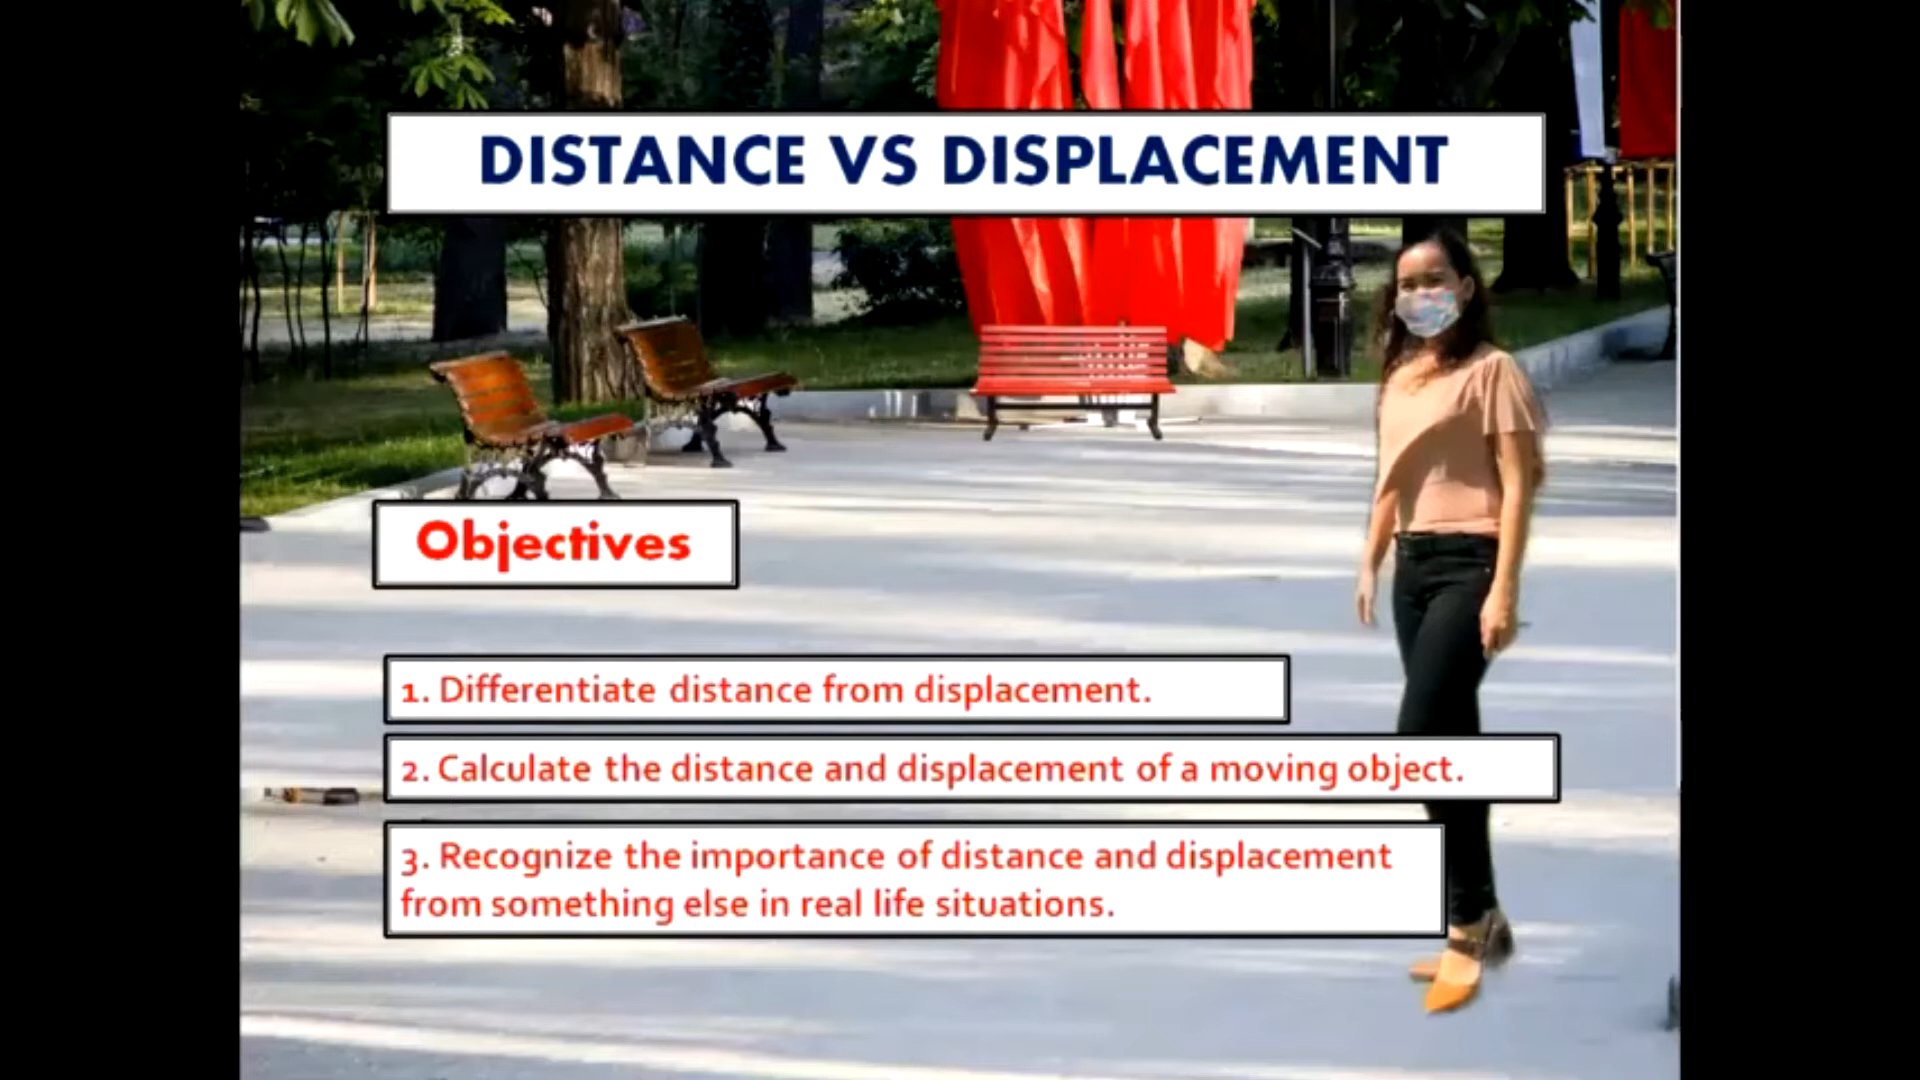 DISTANCE VS DISPLACEMENT
Objectives
1. Differentiate distance from displacement.
2. Calculate the distance and displacement of a moving object.
3. Recognize the importance of distance and displacement
from something else in real life situations.